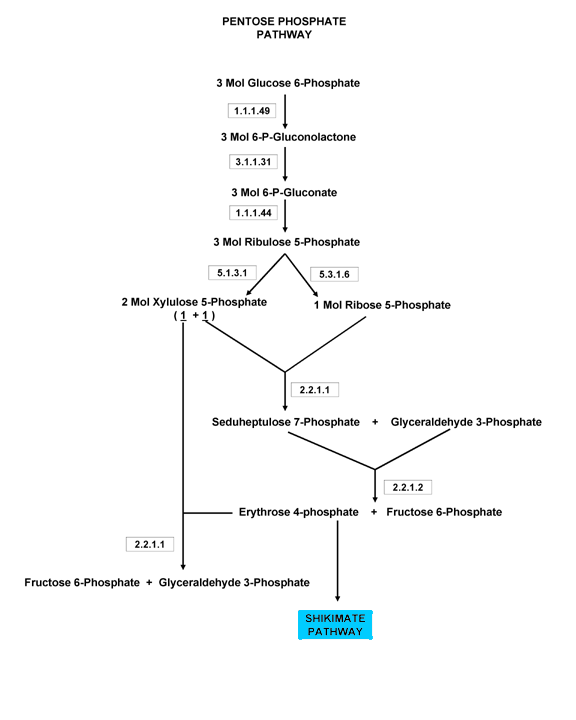 PENTOSE PHOSPHATE
PATHWAY
3 Mol Glucose 6-Phosphate
1.1.1.49
3 Mol 6-P-Gluconolactone
3.1.1.31
3 Mol 6-P-Gluconate
1.1.1.44
3 Mol Ribulose 5-Phosphate
5.1.3.1
5.3.1.6
2 Mol Xylulose 5-Phosphate
1 Mol Ribose 5-Phosphate
( 1 + 1 )
2.2.1.1
Seduheptulose 7-Phosphate + Glyceraldehyde 3-Phosphate
2.2.1.2
Erythrose 4-phosphate + Fructose 6-Phosphate
2.2.1.1
Fructose 6-Phosphate + Glyceraldehyde 3-Phosphate
SHIKIMATE
PATHWAY